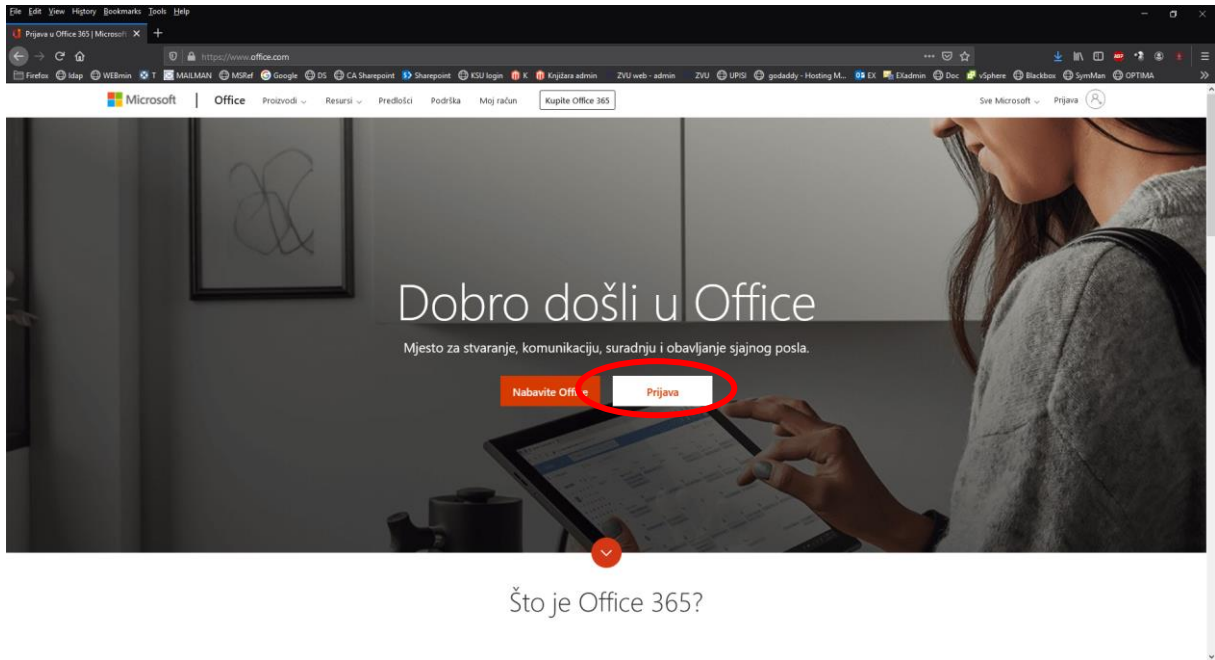 File Edit View History Bookmarks Tools Help
Prijava u Office 365 | Microsoft
https://www.office.com
Firefox ldap WEBmin T MAILMAN MSRef Google DS CA Sharepoint Sharepoint KSU login K Knjižara admin ZVU web - admin ZVU UPISI godaddy - Hosting M... EX EXadmin Doc vSphere Blackbox SymMan OPTIMA
Microsoft Office Proizvodi Resursi Predlošci Podrška Moj račun Kupite Office 365 Sve Microsoft Prijava
Dobro došli u Office
Mjesto za stvaranje, komunikaciju, suradnju i obavljanje sjajnog posla.
Nabavite Office Prijava
Što je Office 365?